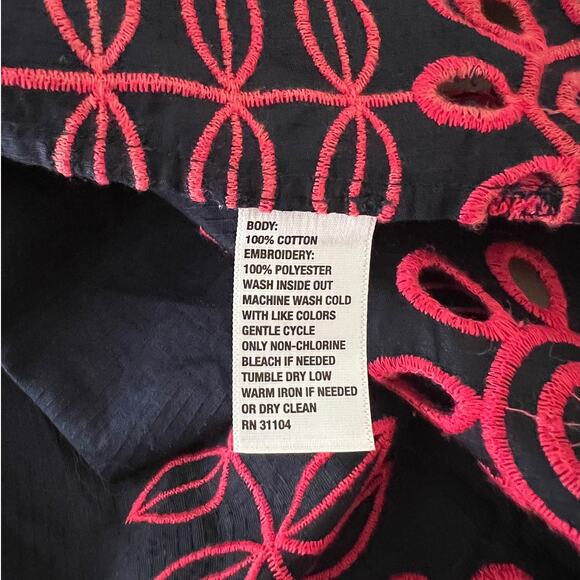 BODY:
100% COTTON
EMBROIDERY:
100% POLYESTER
WASH INSIDE OUT
MACHINE WASH COLD
WITH LIKE COLORS
GENTLE CYCLE
ONLY NON-CHLORINE
BLEACH IF NEEDED
TUMBLE DRY LOW
WARM IRON IF NEEDED
OR DRY CLEAN
RN 31104